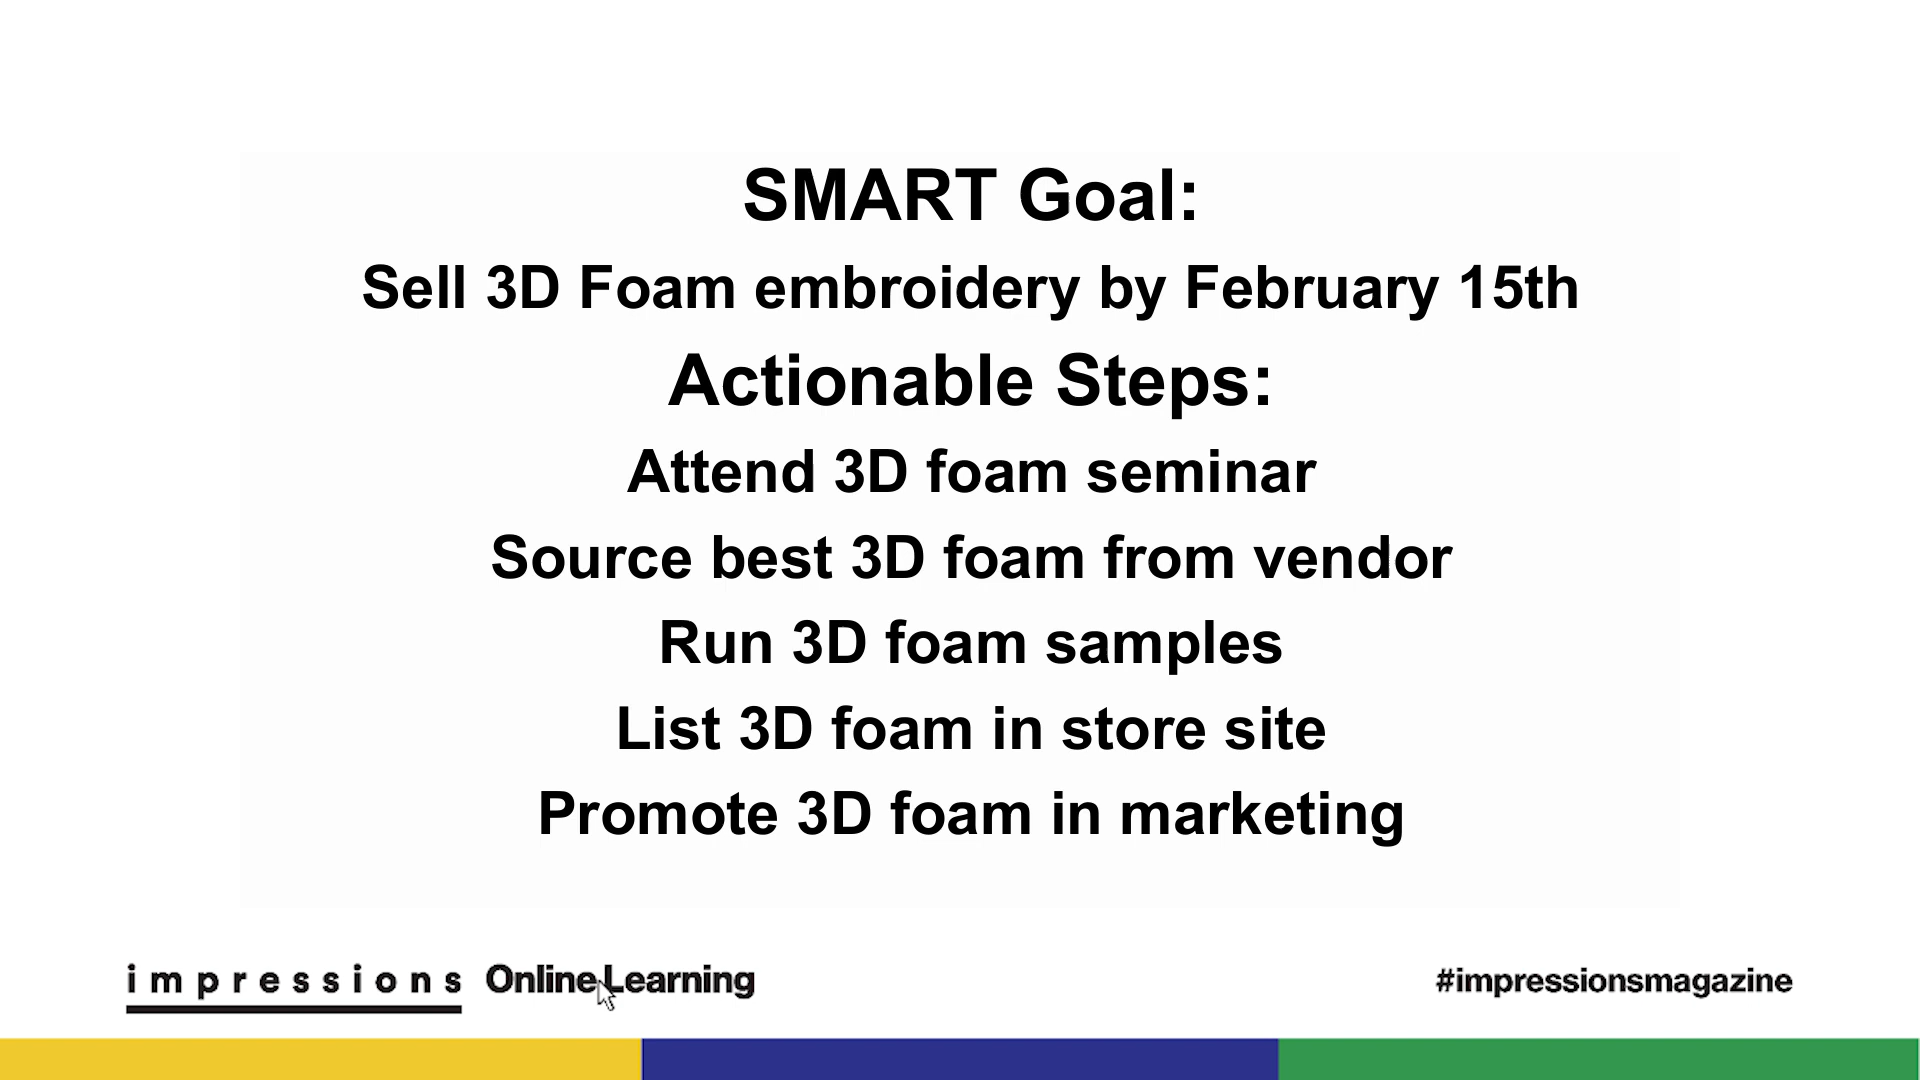 SMART Goal:
Sell 3D Foam embroidery by February 15th
Actionable Steps:
Attend 3D foam seminar
Source best 3D foam from vendor
Run 3D foam samples
List 3D foam in store site
Promote 3D foam in marketing
impressions Online Learning
#impressionsmagazine